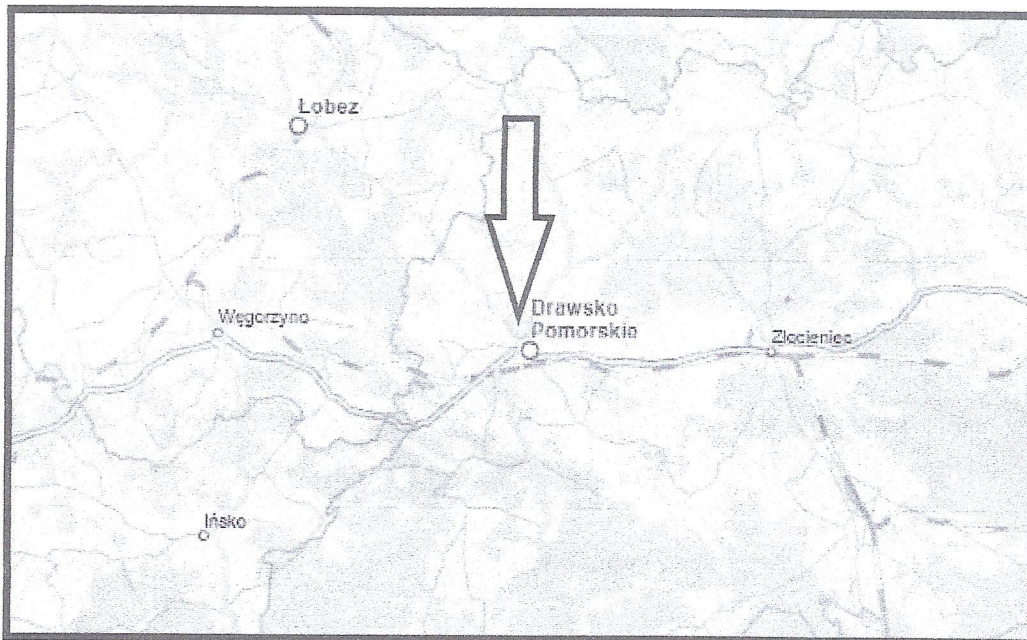 Łobez
Drawsko
Pomorskie
Węgorzyno
Złocieniec
Ińsko